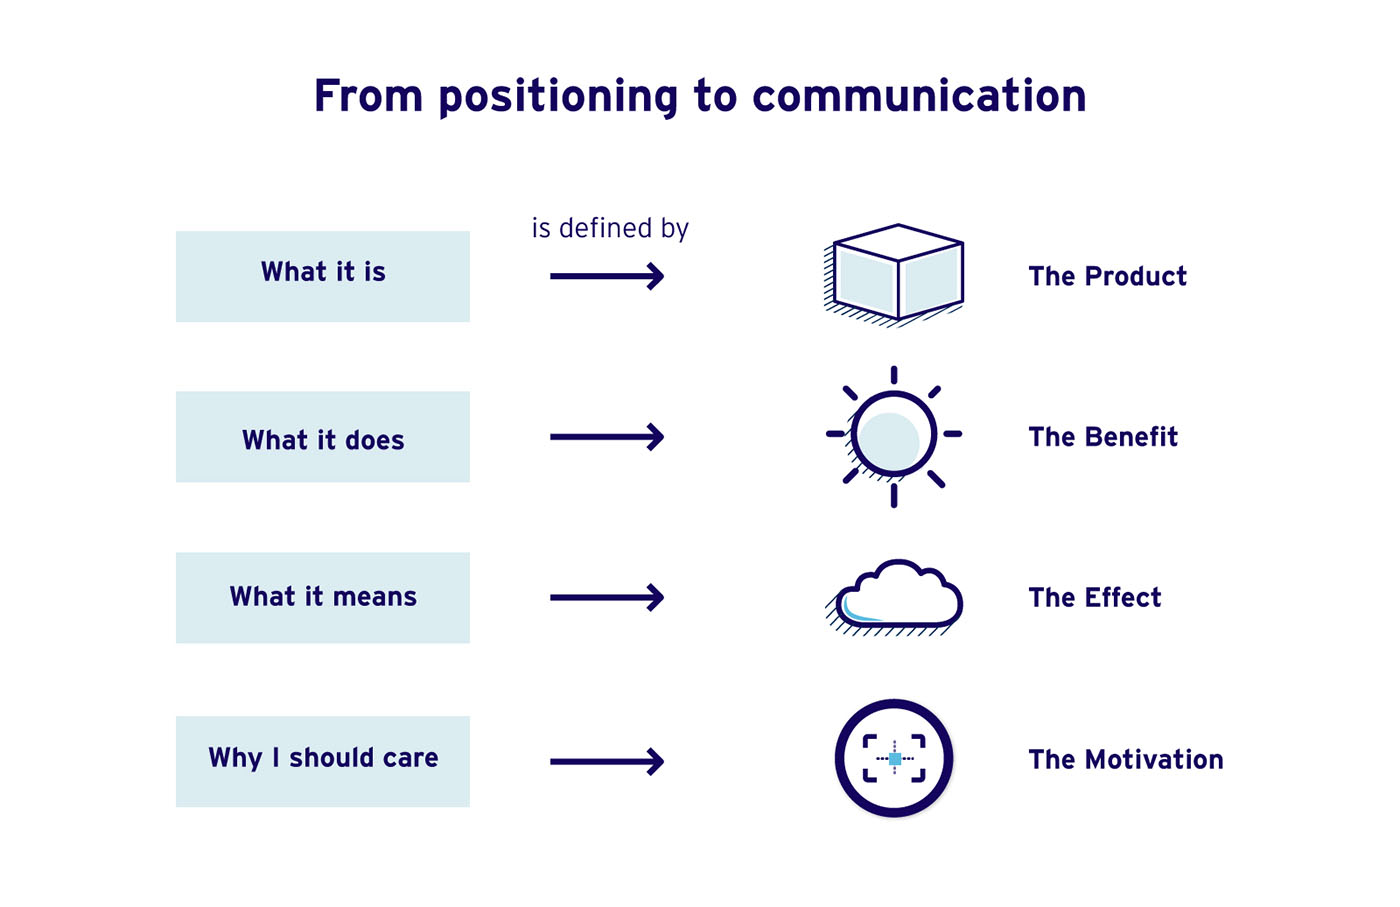 From positioning to communication
is defined by
What it is
The Product
What it does
The Benefit
What it means
The Effect
Why I should care
The Motivation